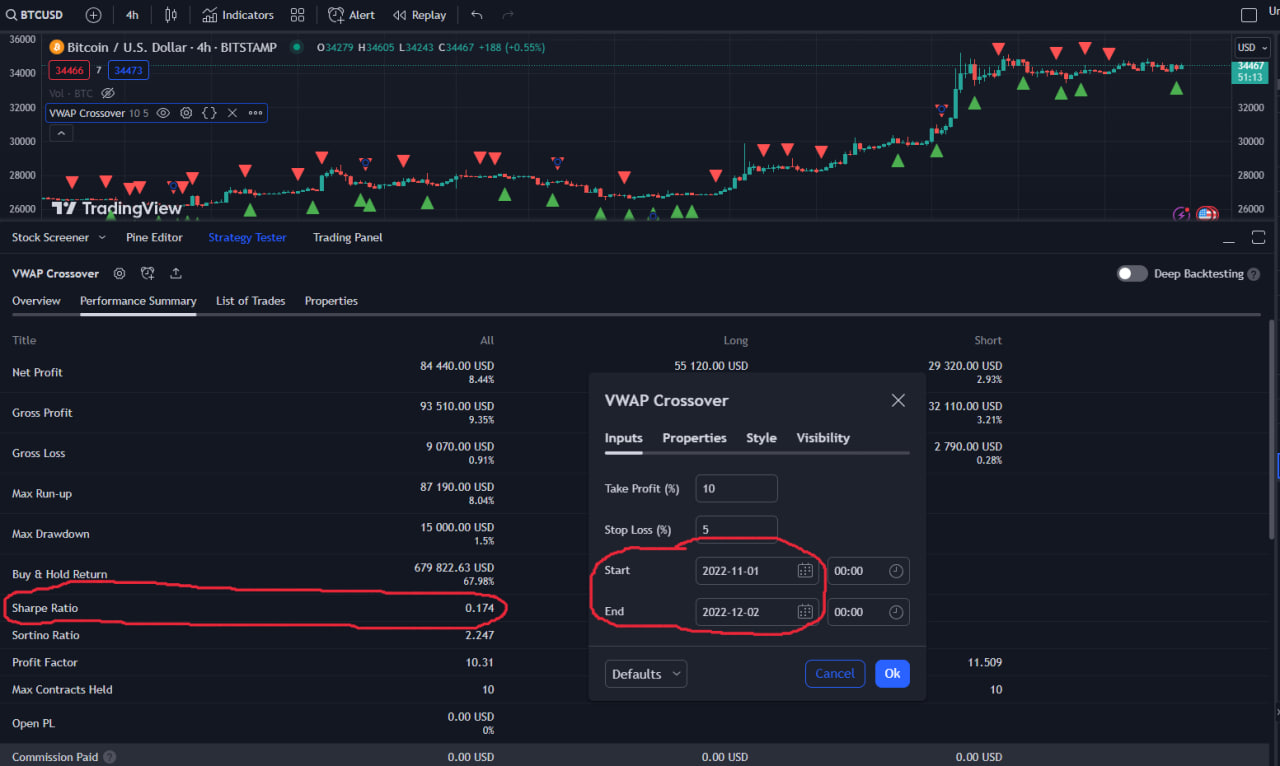 BTCUSD 4h Indicators Alert Replay Un
36000
Bitcoin / U.S. Dollar · 4h · BITSTAMP O34279 H34605 L34243 C34467 +188 (+0.55%) USD
34466 7 34473 34467
34000
51:13
Vol · BTC
VWAP Crossover 10 5
32000 32000
30000 30000
28000 28000
26000 26000
TradingView
Stock Screener Pine Editor Strategy Tester Trading Panel
VWAP Crossover Deep Backtesting ?
Overview Performance Summary List of Trades Properties
Title All Long Short
Net Profit 84 440.00 USD 55 120.00 USD 29 320.00 USD
8.44% 2.93%
Gross Profit 93 510.00 USD 32 110.00 USD
9.35% 3.21%
Gross Loss 9 070.00 USD 2 790.00 USD
0.91% 0.28%
Max Run-up 87 190.00 USD
8.04%
Max Drawdown 15 000.00 USD
1.5%
Buy & Hold Return 679 822.63 USD
67.98%
Sharpe Ratio 0.174
Sortino Ratio 2.247
Profit Factor 10.31 11.509
Max Contracts Held 10 10
Open PL 0.00 USD
0%
Commission Paid ? 0.00 USD 0.00 USD 0.00 USD
VWAP Crossover
Inputs Properties Style Visibility
Take Profit (%) 10
Stop Loss (%) 5
Start 2022-11-01 00:00
End 2022-12-02 00:00
Defaults Cancel Ok